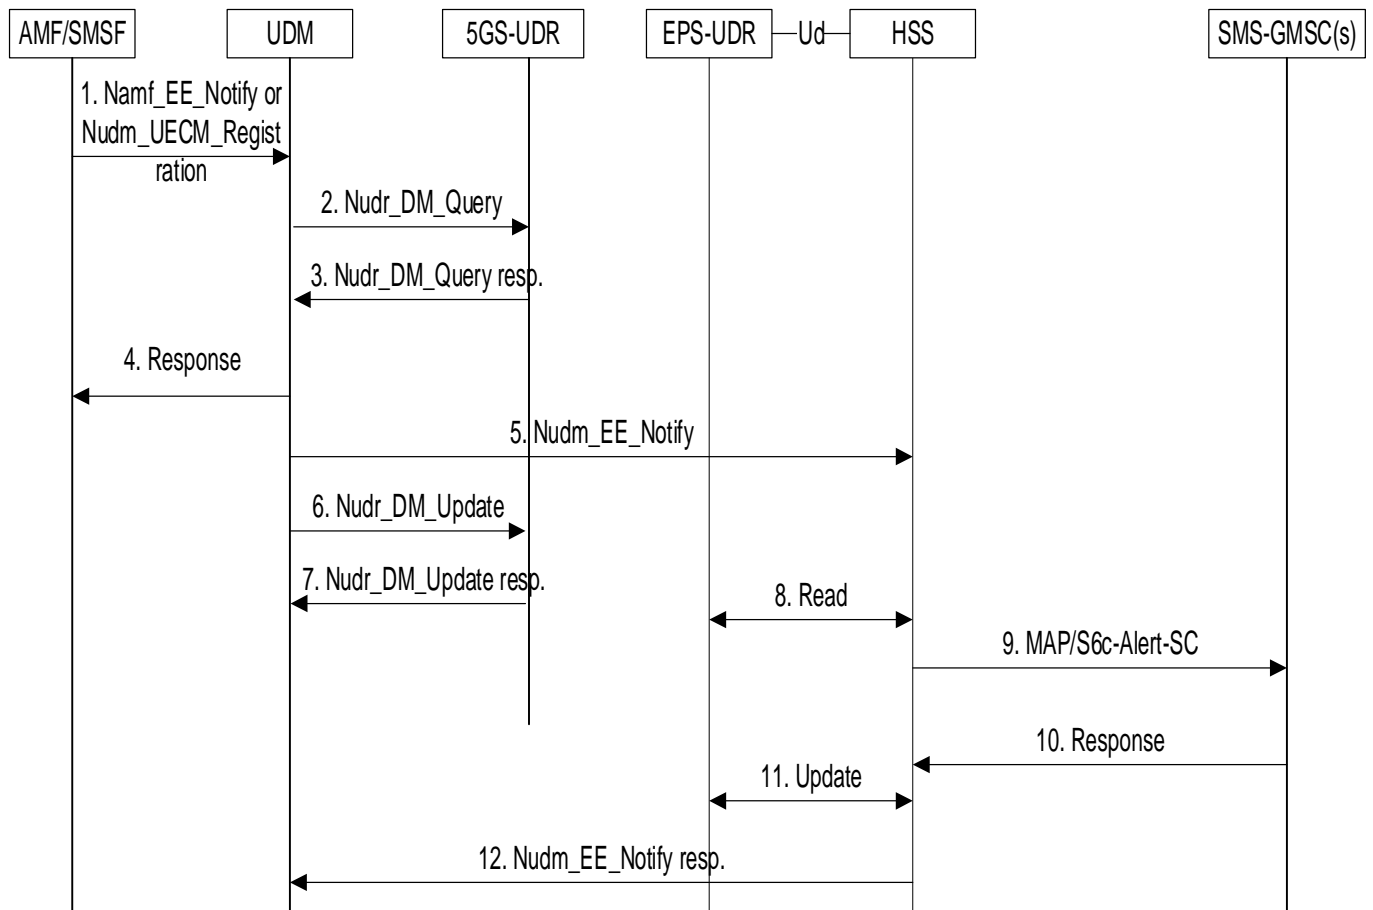 AMF/SMSF
UDM
5GS-UDR
EPS-UDR
Ud
HSS
SMS-GMSC(s)
1. Namf_EE_Notify or
Nudm_UECM_Regist
ration
2. Nudr_DM_Query
3. Nudr_DM_Query resp.
4. Response
5. Nudm_EE_Notify
6. Nudr_DM_Update
7. Nudr_DM_Update resp.
8. Read
9. MAP/S6c-Alert-SC
10. Response
11. Update
12. Nudm_EE_Notify resp.